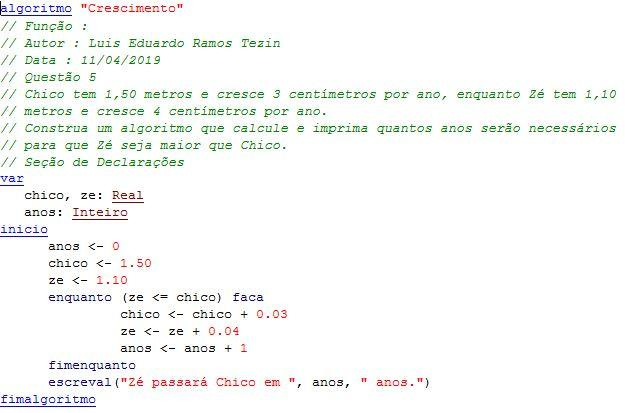 algoritmo "Crescimento"
// Função :
// Autor : Luis Eduardo Ramos Tezin
// Data : 11/04/2019
// Questão 5
// Chico tem 1,50 metros e cresce 3 centímetros por ano, enquanto Zé tem 1,10
// metros e cresce 4 centímetros por ano.
// Construa um algoritmo que calcule e imprima quantos anos serão necessários
// para que Zé seja maior que Chico.
// Seção de Declarações
var
chico, ze: Real
anos: Inteiro
inicio
anos <- 0
chico <- 1.50
ze <- 1.10
enquanto (ze <= chico) faca
chico <- chico + 0.03
ze <- ze + 0.04
anos <- anos + 1
fimenquanto
escreval("Zé passará Chico em ", anos, " anos.")
fimalgoritmo